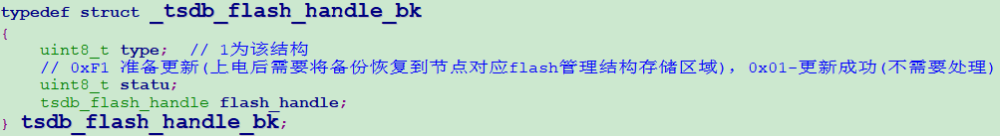 typedef struct _tsdb_flash_handle_bk
{
    uint8_t type;  // 1为该结构
    // 0xF1 准备更新(上电后需要将备份恢复到节点对应flash管理结构存储区域)，0x01-更新成功(不需要处理)
    uint8_t statu;
    tsdb_flash_handle flash_handle;
} tsdb_flash_handle_bk;